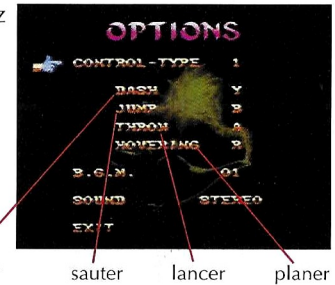 z
OPTIONS
CONTROL-TYPE 1
DASH Y
JUMP B
THROW A
HOVERING R
B.G.M. 01
SOUND STEREO
EXIT
sauter lancer planer